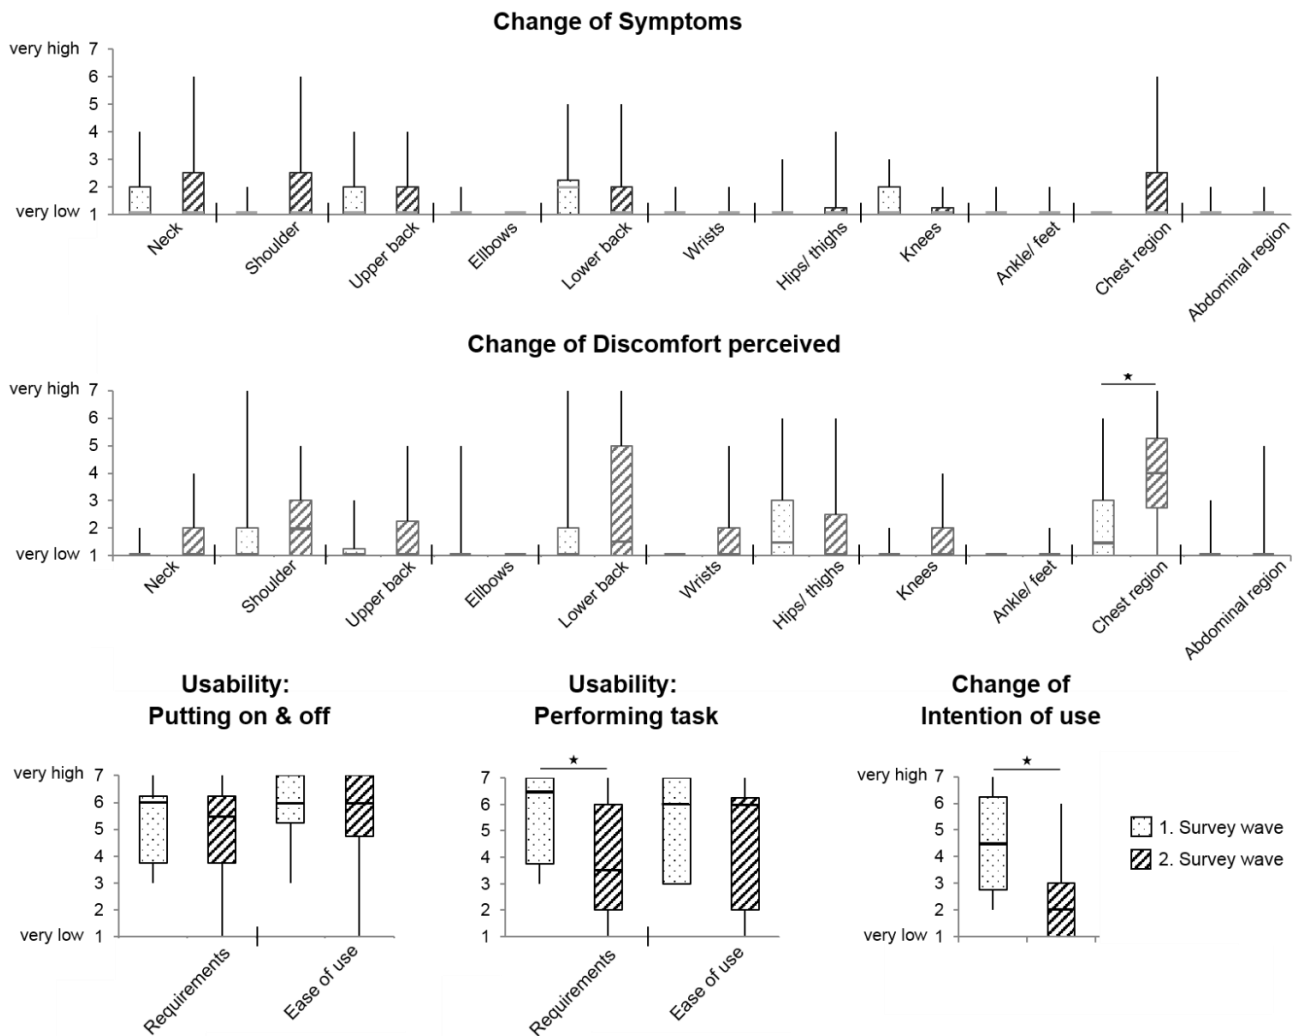 Change of Symptoms
very high 7
6
5
4
3
2
very low 1
Neck
Shoulder
Upper back
Ellbows
Lower back
Wrists
Hips/ thighs
Knees
Ankle/ feet
Chest region
Abdominal region
Change of Discomfort perceived
very high 7
6
5
4
3
2
very low 1
Neck
Shoulder
Upper back
Ellbows
Lower back
Wrists
Hips/ thighs
Knees
Ankle/ feet
Chest region
Abdominal region
★
Usability:
Putting on & off
very high 7
6
5
4
3
2
very low 1
Requirements
Ease of use
Usability:
Performing task
7
6
5
4
3
2
1
★
Requirements
Ease of use
Change of
Intention of use
very high 7
6
5
4
3
2
very low 1
★
1. Survey wave
2. Survey wave